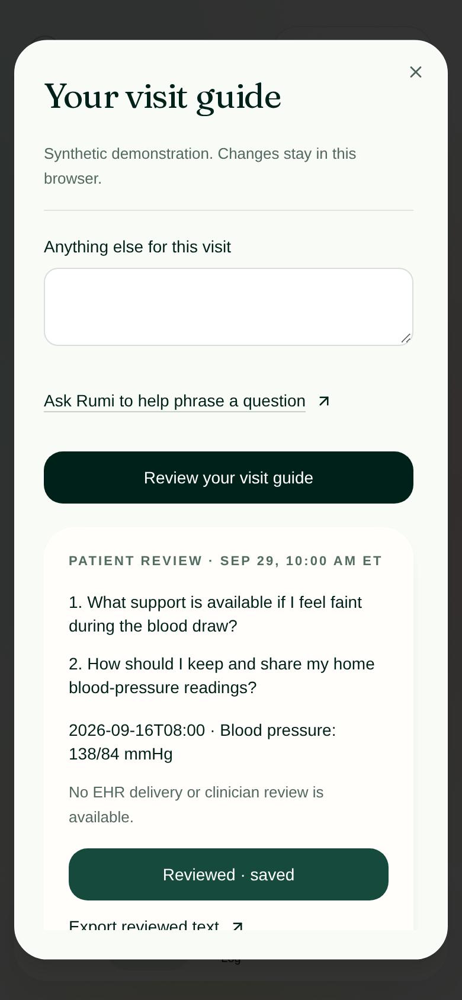 Your visit guide
Synthetic demonstration. Changes stay in this
browser.
Anything else for this visit
Ask Rumi to help phrase a question
Review your visit guide
PATIENT REVIEW · SEP 29, 10:00 AM ET
1. What support is available if I feel faint
during the blood draw?
2. How should I keep and share my home
blood-pressure readings?
2026-09-16T08:00 · Blood pressure:
138/84 mmHg
No EHR delivery or clinician review is
available.
Reviewed · saved
Export reviewed text
Log